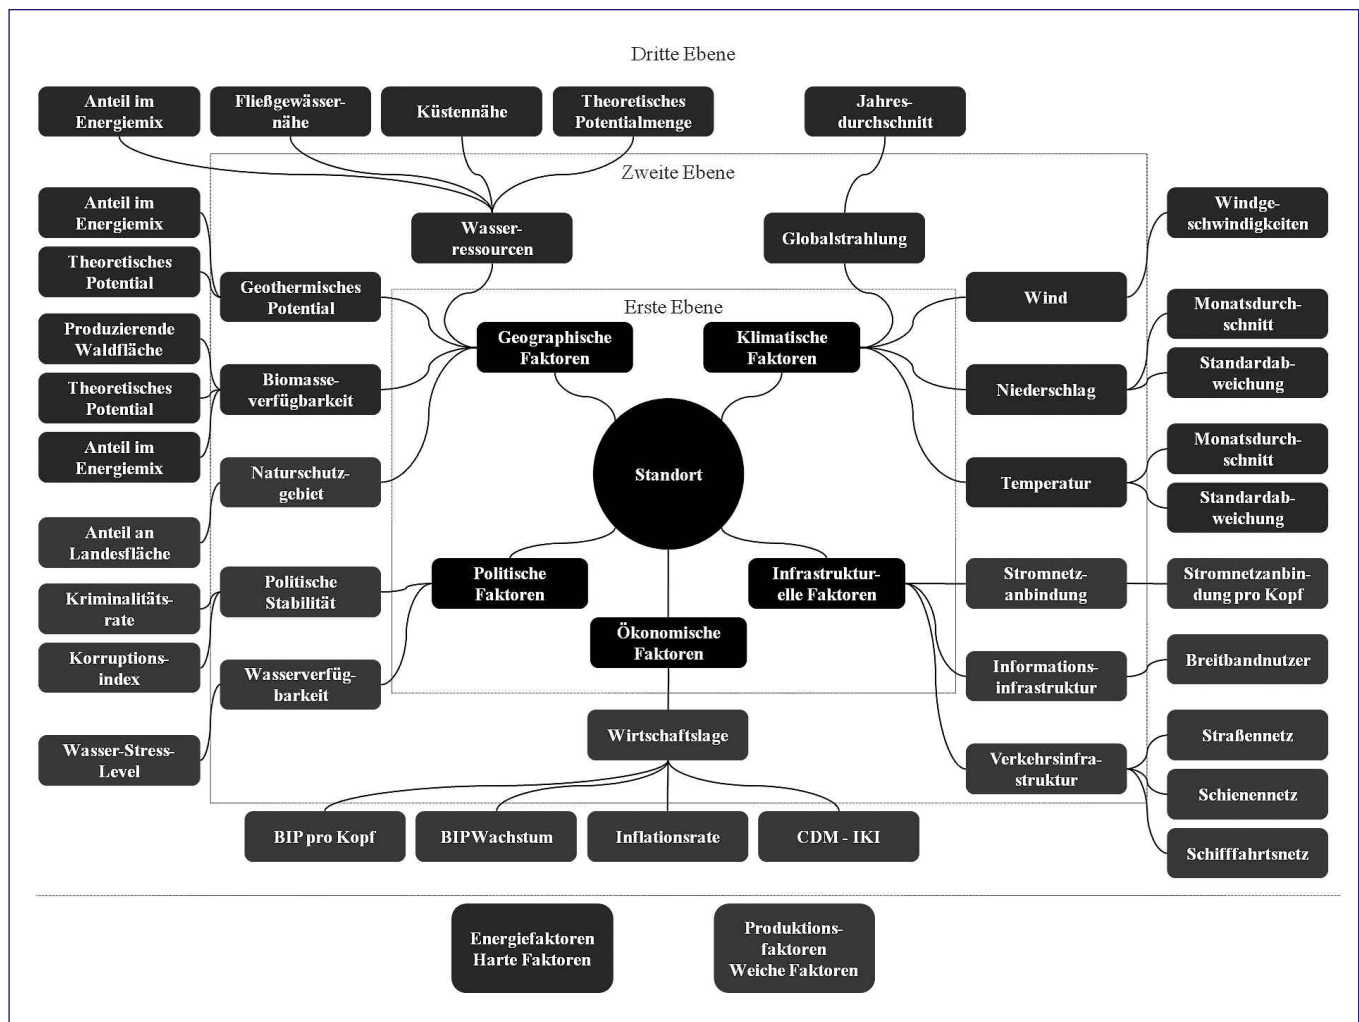 Dritte Ebene
Anteil im
Energiemix
Fließgewässer-
nähe
Küstennähe
Theoretisches
Potentialmenge
Jahres-
durchschnitt
Zweite Ebene
Anteil im
Energiemix
Theoretisches
Potential
Produzierende
Waldfläche
Theoretisches
Potential
Anteil im
Energiemix
Anteil an
Landesfläche
Kriminalitäts-
rate
Korruptions-
index
Wasser-Stress-
Level
Wasser-
ressourcen
Globalstrahlung
Geothermisches
Potential
Biomasse-
verfügbarkeit
Naturschutz-
gebiet
Politische
Stabilität
Wasserverfüg-
barkeit
Erste Ebene
Geographische
Faktoren
Klimatische
Faktoren
Standort
Politische
Faktoren
Infrastruktur-
elle Faktoren
Ökonomische
Faktoren
Wirtschaftslage
Wind
Niederschlag
Temperatur
Stromnetz-
anbindung
Informations-
infrastruktur
Verkehrsinfra-
struktur
Windge-
schwindigkeiten
Monatsdurch-
schnitt
Standardab-
weichung
Monatsdurch-
schnitt
Standardab-
weichung
Stromnetzanbin-
dung pro Kopf
Breitbandnutzer
Straßennetz
Schienennetz
Schifffahrtsnetz
BIP pro Kopf
BIP Wachstum
Inflationsrate
CDM - IKI
Energiefaktoren
Harte Faktoren
Produktions-
faktoren
Weiche Faktoren